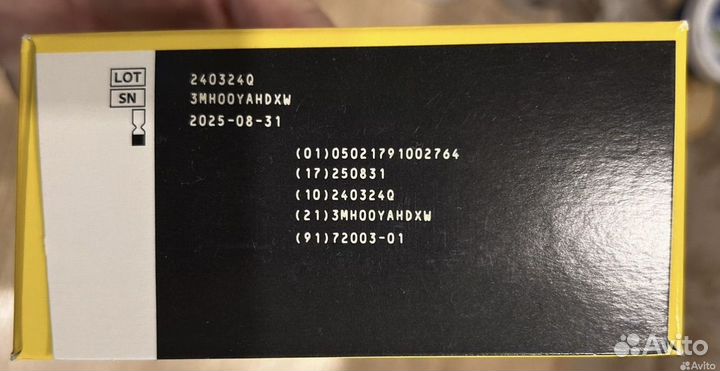 LOT 240324Q
SN 3MH00YAHDXW
2025-08-31
(01)05021791002764
(17)250831
(10)240324Q
(21)3MH00YAHDXW
(91)72003-01
Avito
Avito